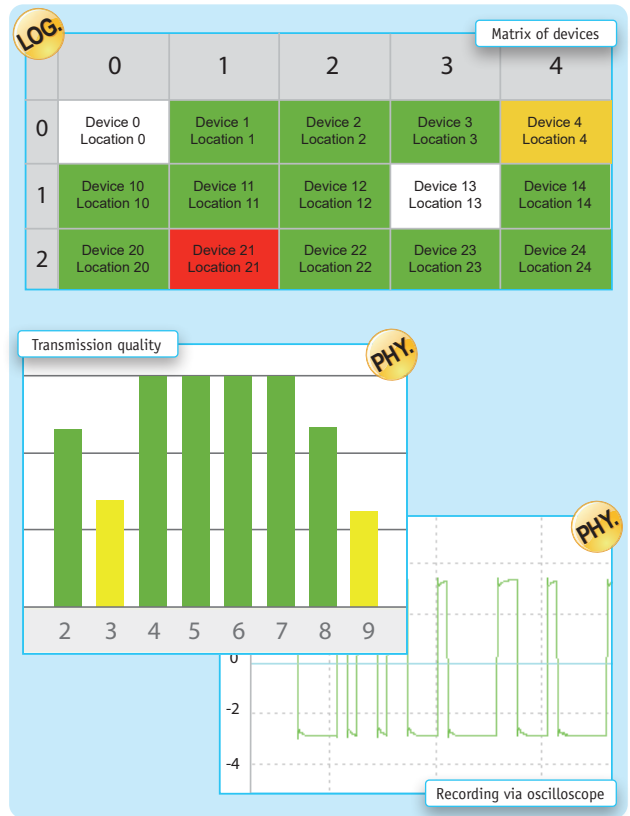 LOG.
Matrix of devices
0 1 2 3 4
0
Device 0 Device 1 Device 2 Device 3 Device 4
Location 0 Location 1 Location 2 Location 3 Location 4
1
Device 10 Device 11 Device 12 Device 13 Device 14
Location 10 Location 11 Location 12 Location 13 Location 14
2
Device 20 Device 21 Device 22 Device 23 Device 24
Location 20 Location 21 Location 22 Location 23 Location 24
Transmission quality
PHY.
2 3 4 5 6 7 8 9
PHY.
0
-2
-4
Recording via oscilloscope